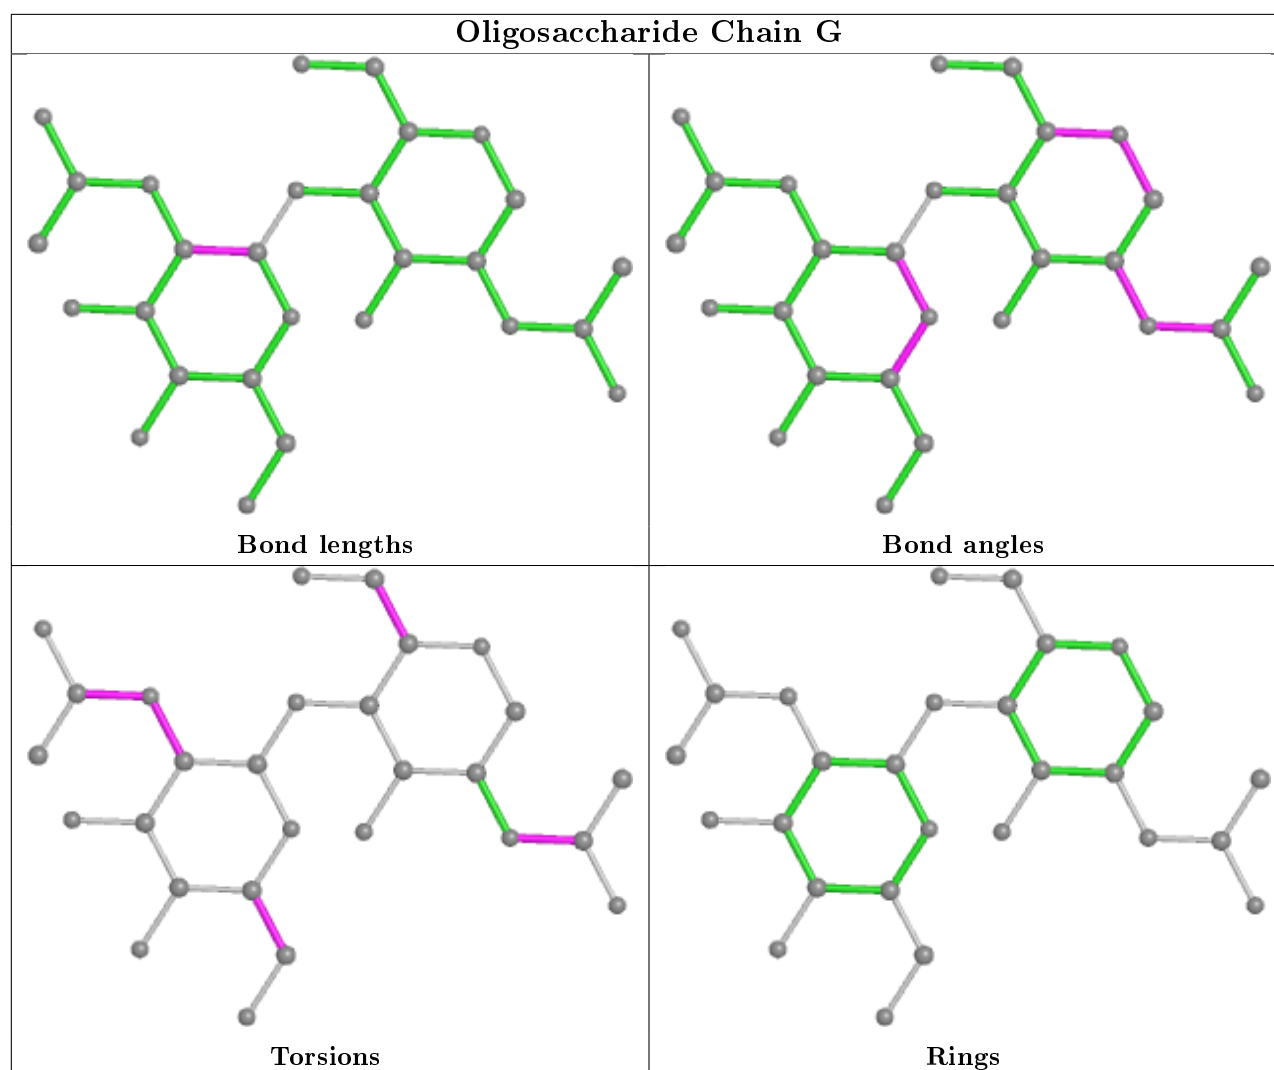 Oligosaccharide Chain G
Bond lengths
Bond angles
Torsions
Rings